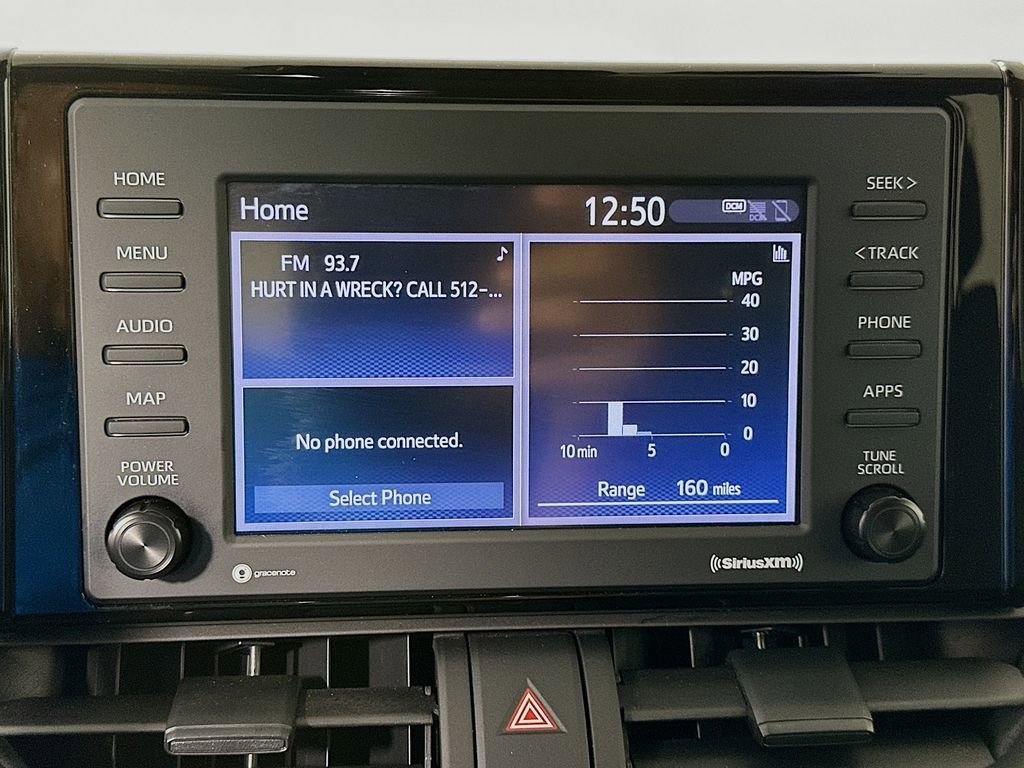 HOME
MENU
AUDIO
MAP
POWER
VOLUME
Home
12:50
DCM
DCM
FM 93.7
HURT IN A WRECK? CALL 512-...
No phone connected.
Select Phone
MPG
40
30
20
10
0
10 min 5 0
Range 160 miles
SEEK >
< TRACK
PHONE
APPS
TUNE
SCROLL
gracenote
((SiriusXM))